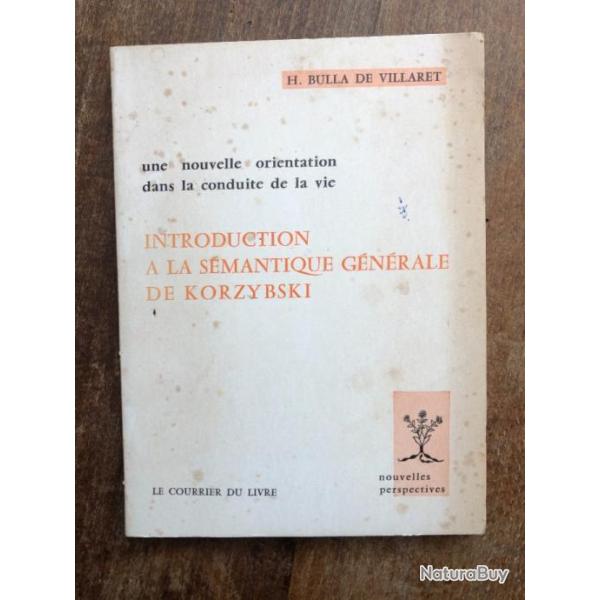 H. BULLA DE VILLARET
une nouvelle orientation
dans la conduite de la vie
INTRODUCTION
A LA SÉMANTIQUE GÉNÉRALE
DE KORZYBSKI
nouvelles
perspectives
LE COURRIER DU LIVRE
NaturaBuy